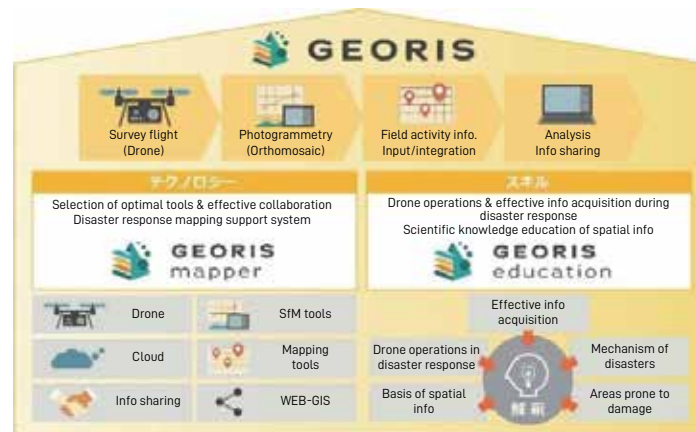 GEORIS
Survey flight
(Drone)
Photogrammetry
(Orthomosaic)
Field activity info.
Input/integration
Analysis
Info sharing
テクノロジー
Selection of optimal tools & effective collaboration
Disaster response mapping support system
GEORIS
mapper
スキル
Drone operations & effective info acquisition during
disaster response
Scientific knowledge education of spatial info
GEORIS
education
Drone
SfM tools
Cloud
Mapping
tools
Info sharing
WEB-GIS
Effective info
acquisition
Drone operations in
disaster response
Mechanism of
disasters
Basis of spatial
info
Areas prone to
damage